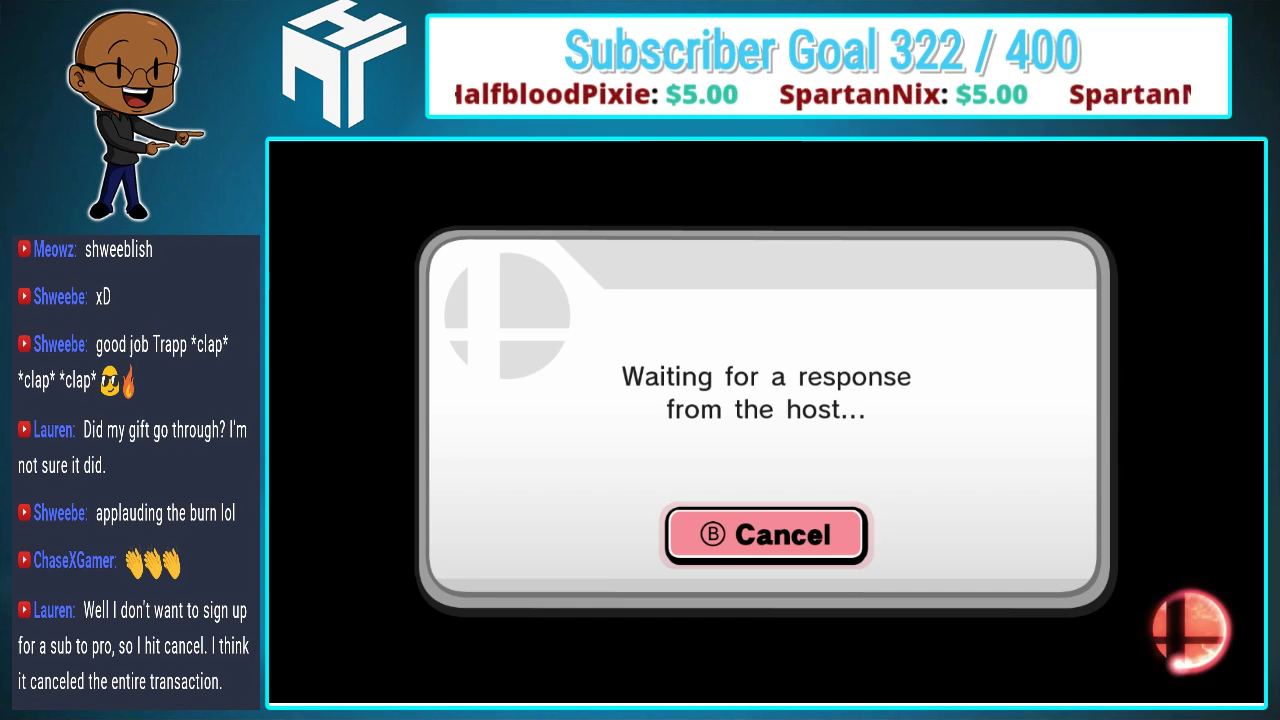 Subscriber Goal 322 / 400
HalfbloodPixie: $5.00 SpartanNix: $5.00 SpartanN
Meowz: shweeblish
Shweebe: xD
Shweebe: good job Trapp *clap*
*clap* *clap* 😎🔥
Lauren: Did my gift go through? I'm
not sure it did.
Shweebe: applauding the burn lol
ChaseXGamer: 👏👏👏
Lauren: Well I don't want to sign up
for a sub to pro, so I hit cancel. I think
it canceled the entire transaction.
Waiting for a response
from the host...
Ⓑ Cancel